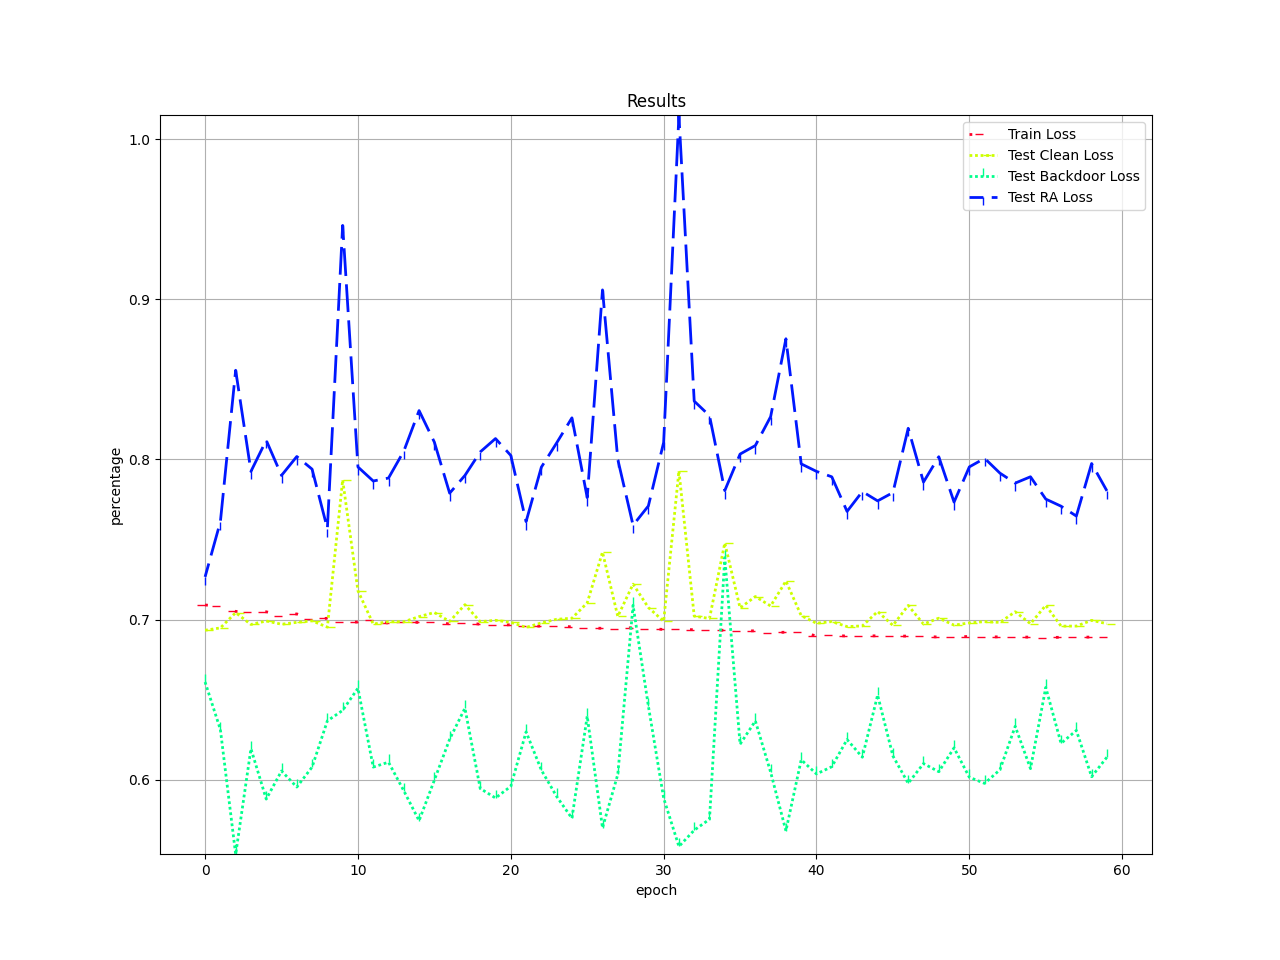 Results
Train Loss
Test Clean Loss
Test Backdoor Loss
Test RA Loss
percentage
1.0
0.9
0.8
0.7
0.6
0 10 20 30 40 50 60
epoch